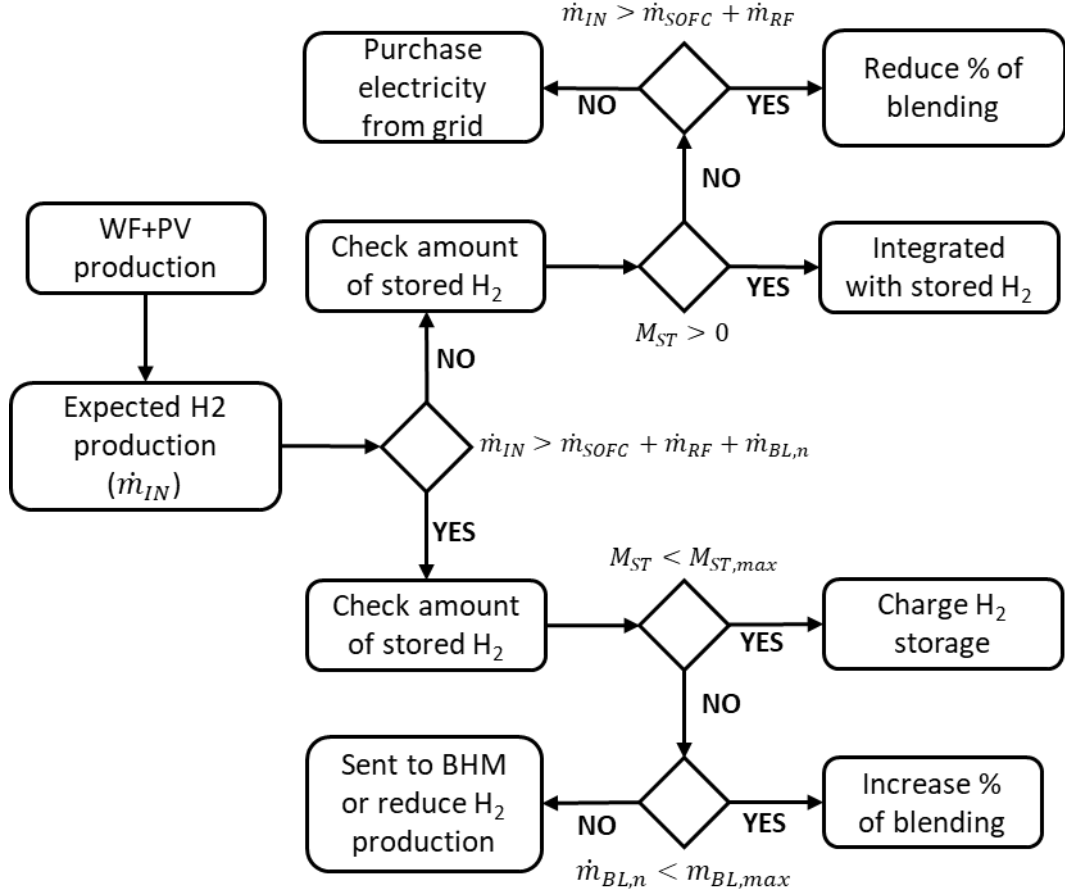 ṁ_IN > ṁ_SOFC + ṁ_RF
Purchase
electricity
from grid
NO
YES
Reduce % of
blending
NO
WF+PV
production
Check amount
of stored H₂
YES
Integrated
with stored H₂
M_ST > 0
NO
Expected H2
production
(ṁ_IN)
ṁ_IN > ṁ_SOFC + ṁ_RF + ṁ_BL,n
YES
M_ST < M_ST,max
Check amount
of stored H₂
YES
Charge H₂
storage
NO
Sent to BHM
or reduce H₂
production
NO
YES
Increase %
of blending
ṁ_BL,n < m_BL,max